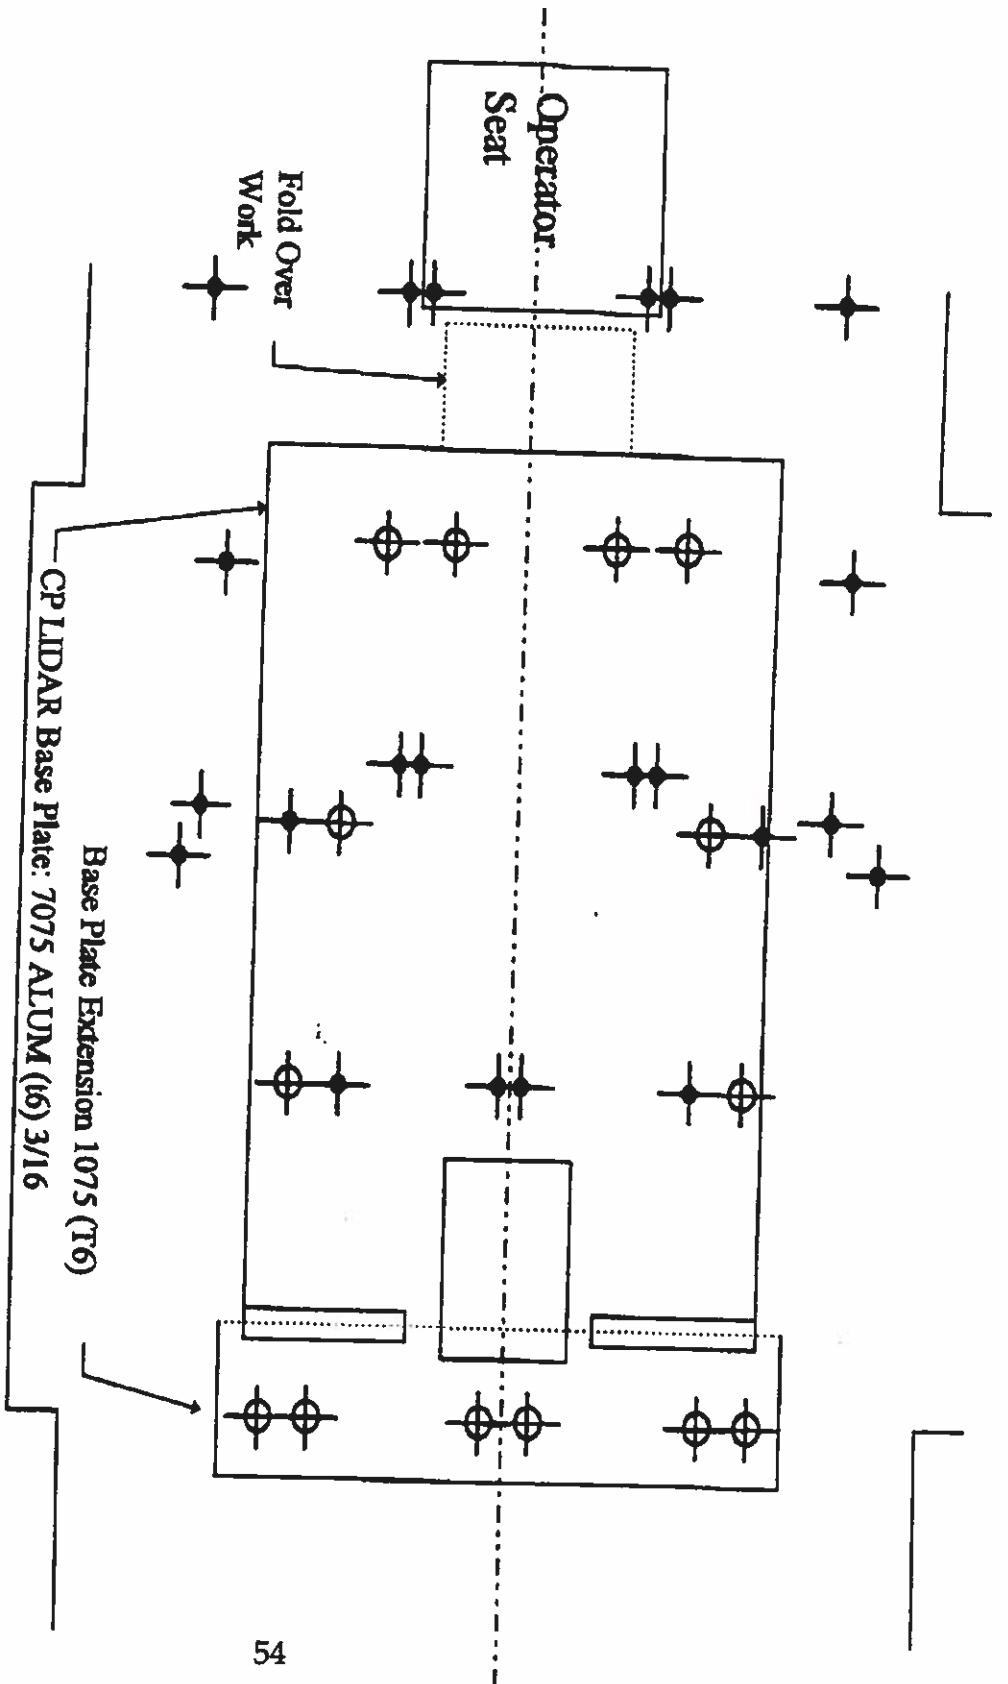 Operator
Seat
Fold Over
Work
CP LIDAR Base Plate: 7075 ALUM (t6) 3/16
Base Plate Extension 1075 (T6)
54